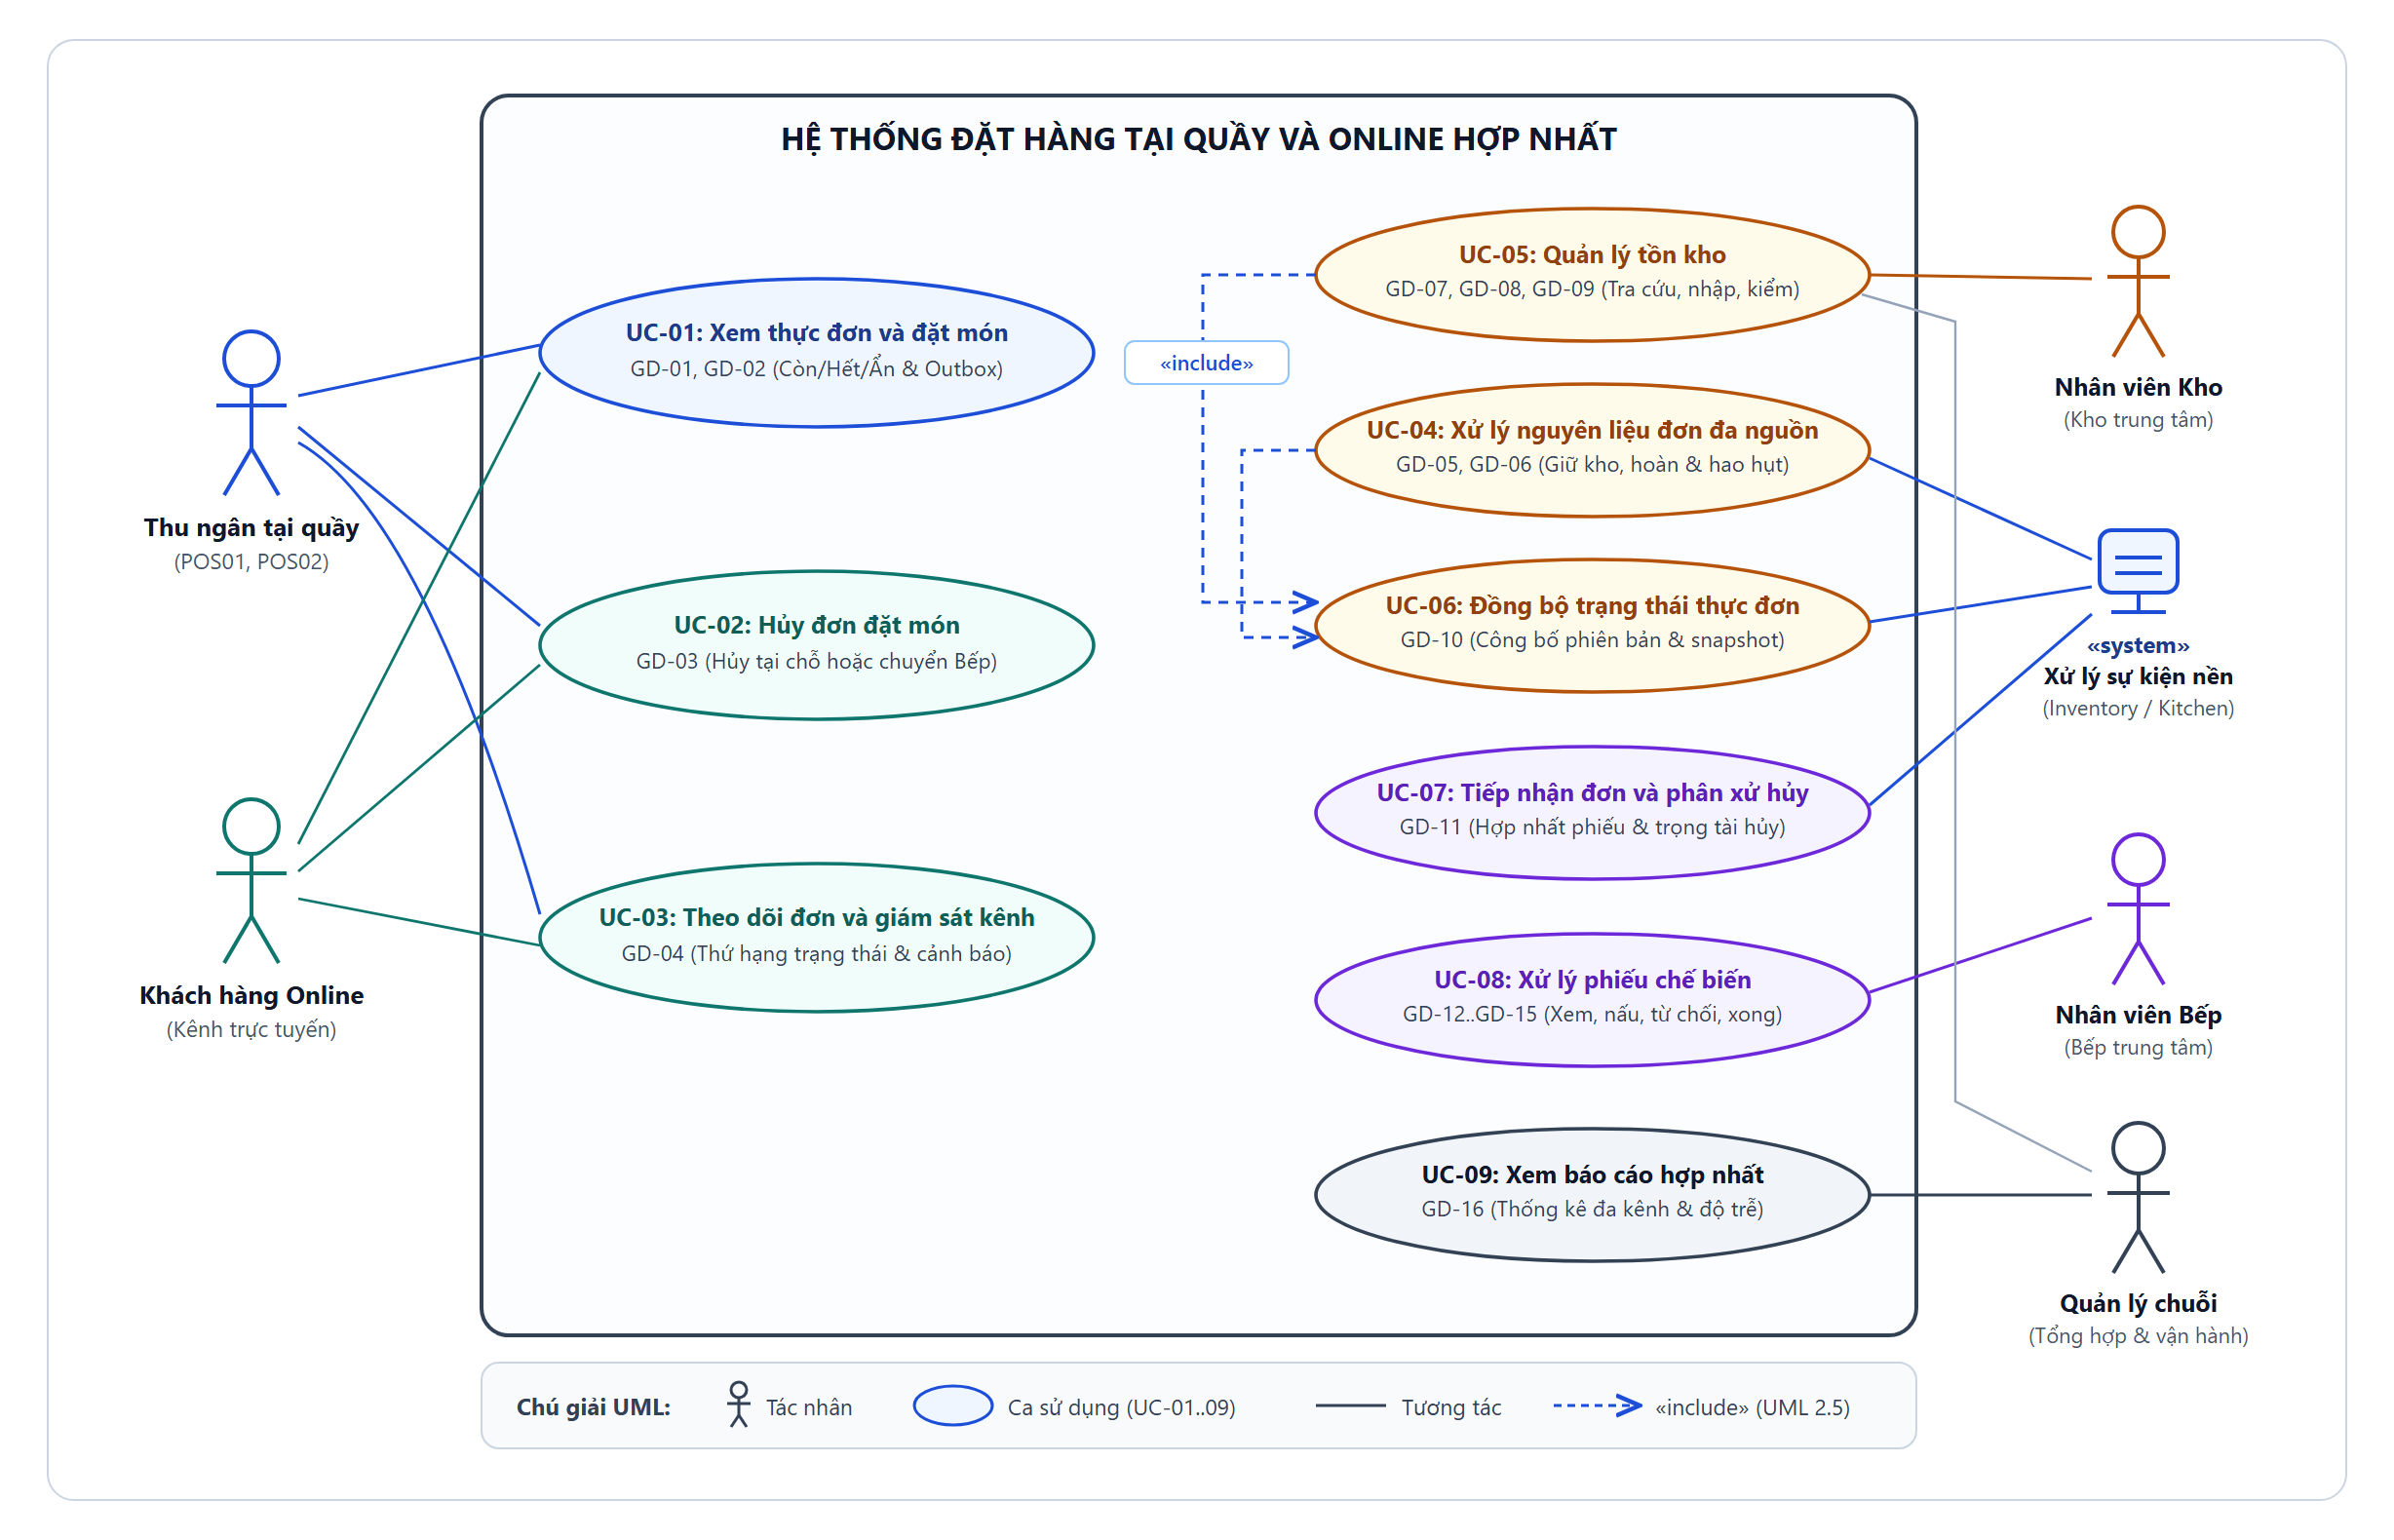 HỆ THỐNG ĐẶT HÀNG TẠI QUẦY VÀ ONLINE HỢP NHẤT
Thu ngân tại quầy
(POS01, POS02)
Khách hàng Online
(Kênh trực tuyến)
UC-01: Xem thực đơn và đặt món
GD-01, GD-02 (Còn/Hết/Ẩn & Outbox)
UC-02: Hủy đơn đặt món
GD-03 (Hủy tại chỗ hoặc chuyển Bếp)
UC-03: Theo dõi đơn và giám sát kênh
GD-04 (Thứ hạng trạng thái & cảnh báo)
«include»
UC-05: Quản lý tồn kho
GD-07, GD-08, GD-09 (Tra cứu, nhập, kiểm)
UC-04: Xử lý nguyên liệu đơn đa nguồn
GD-05, GD-06 (Giữ kho, hoàn & hao hụt)
UC-06: Đồng bộ trạng thái thực đơn
GD-10 (Công bố phiên bản & snapshot)
UC-07: Tiếp nhận đơn và phân xử hủy
GD-11 (Hợp nhất phiếu & trọng tài hủy)
UC-08: Xử lý phiếu chế biến
GD-12..GD-15 (Xem, nấu, từ chối, xong)
UC-09: Xem báo cáo hợp nhất
GD-16 (Thống kê đa kênh & độ trễ)
Nhân viên Kho
(Kho trung tâm)
«system»
Xử lý sự kiện nền
(Inventory / Kitchen)
Nhân viên Bếp
(Bếp trung tâm)
Quản lý chuỗi
(Tổng hợp & vận hành)
Chú giải UML:
Tác nhân
Ca sử dụng (UC-01..09)
Tương tác
«include» (UML 2.5)